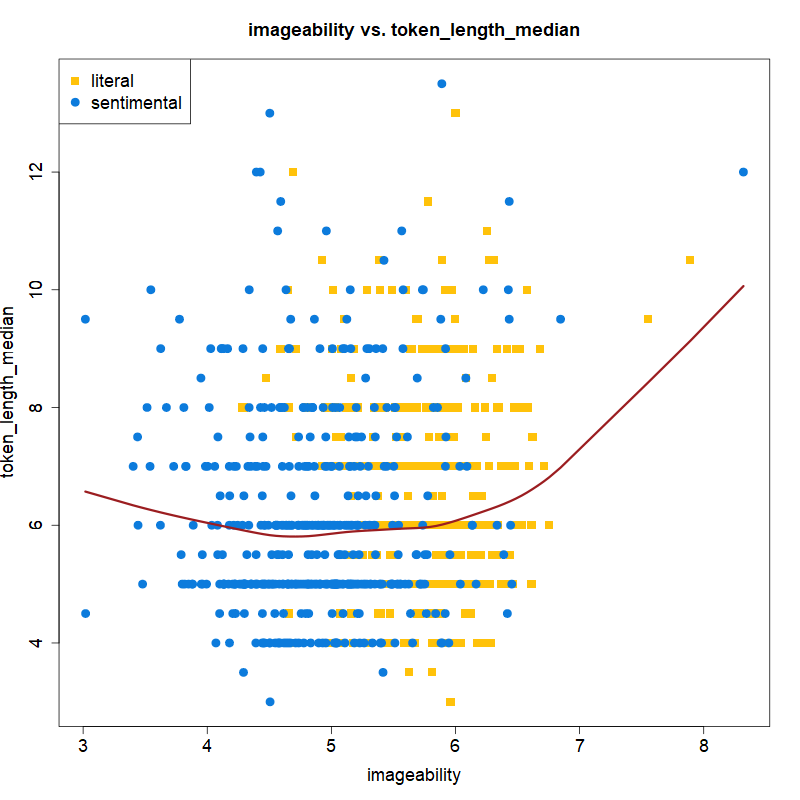 imageability vs. token_length_median
literal
sentimental
token_length_median
12
10
8
6
4
3 4 5 6 7 8
imageability